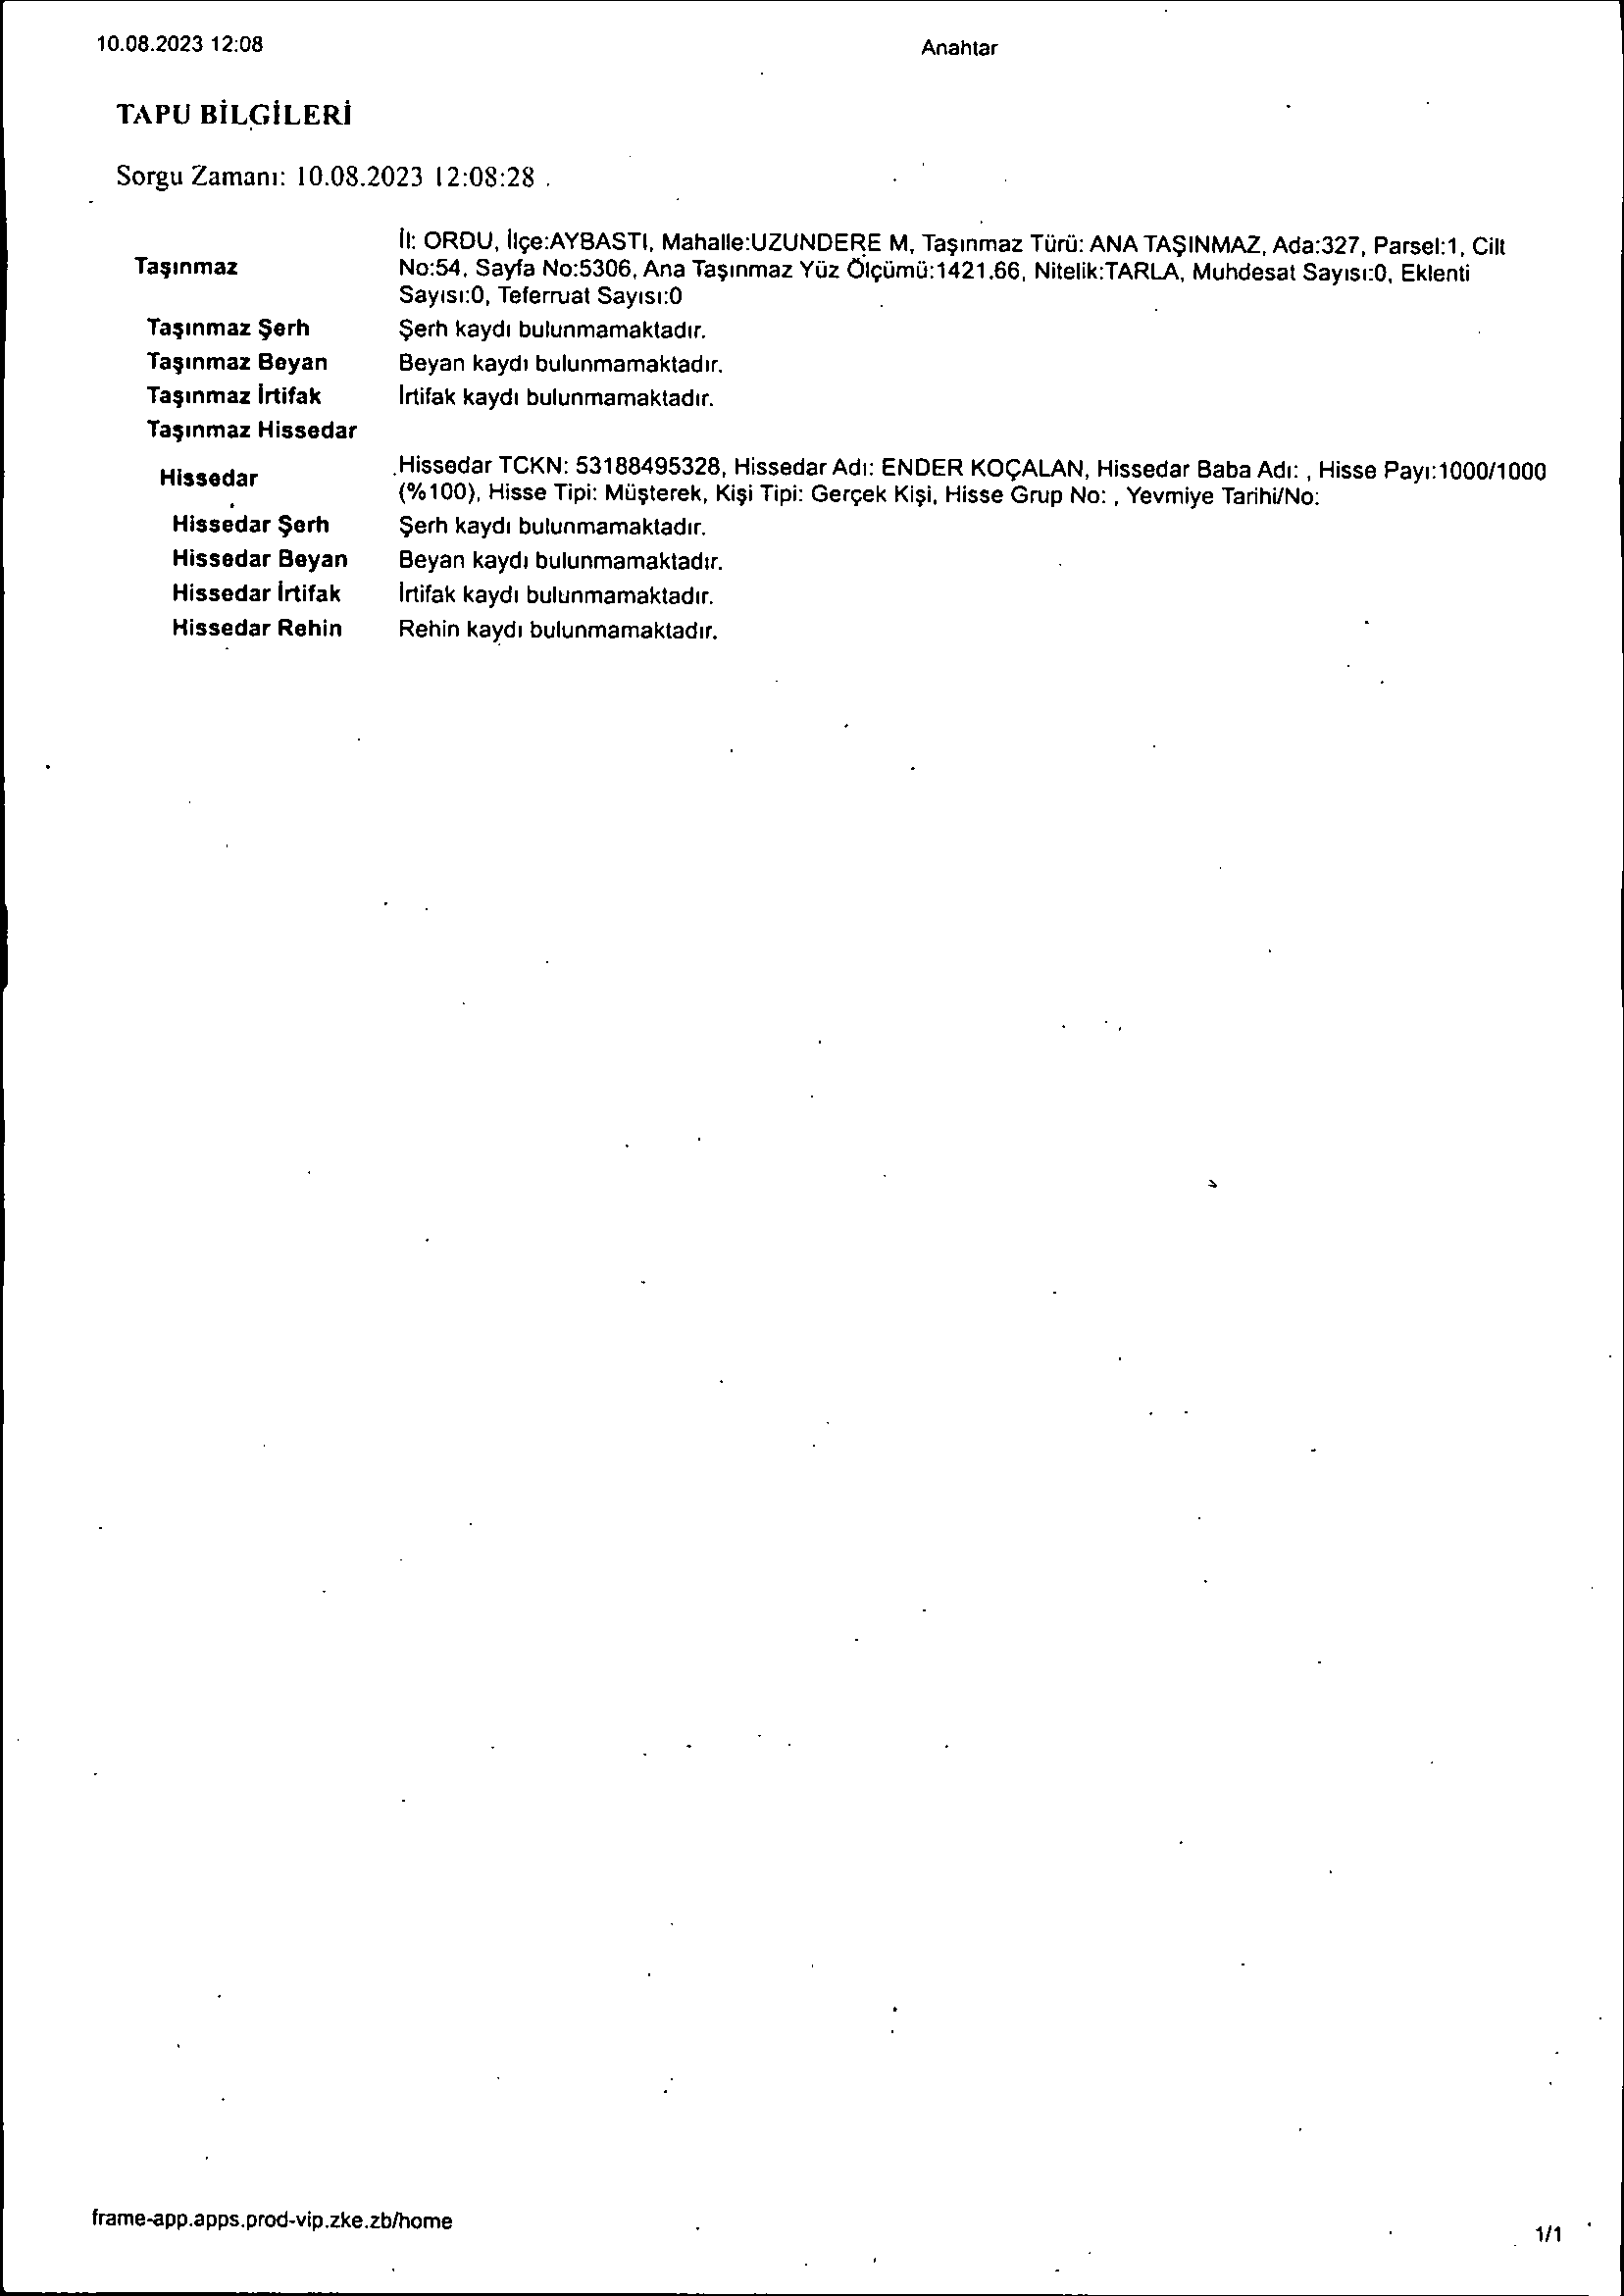 10.08.2023 12:08
Anahtar
TAPU BİLGİLERİ
Sorgu Zamanı: 10.08.2023 12:08:28
Taşınmaz
İl: ORDU, İlçe:AYBASTI, Mahalle:UZUNDERE M, Taşınmaz Türü: ANA TAŞINMAZ, Ada:327, Parsel:1, Cilt
No:54, Sayfa No:5306, Ana Taşınmaz Yüz Ölçümü:1421.66, Nitelik:TARLA, Muhdesat Sayısı:0, Eklenti
Sayısı:0, Teferruat Sayısı:0
Taşınmaz Şerh Şerh kaydı bulunmamaktadır.
Taşınmaz Beyan Beyan kaydı bulunmamaktadır.
Taşınmaz İrtifak İrtifak kaydı bulunmamaktadır.
Taşınmaz Hissedar
Hissedar
Hissedar TCKN: 53188495328, Hissedar Adı: ENDER KOÇALAN, Hissedar Baba Adı: , Hisse Payı:1000/1000
(%100), Hisse Tipi: Müşterek, Kişi Tipi: Gerçek Kişi, Hisse Grup No: , Yevmiye Tarihi/No:
Hissedar Şerh Şerh kaydı bulunmamaktadır.
Hissedar Beyan Beyan kaydı bulunmamaktadır.
Hissedar İrtifak İrtifak kaydı bulunmamaktadır.
Hissedar Rehin Rehin kaydı bulunmamaktadır.
frame-app.apps.prod-vip.zke.zb/home
1/1